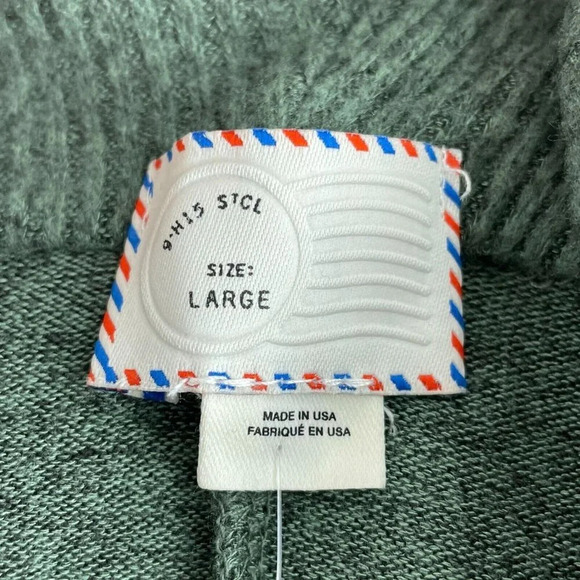 9-H15 STCL
SIZE:
LARGE
MADE IN USA
FABRIQUÉ EN USA